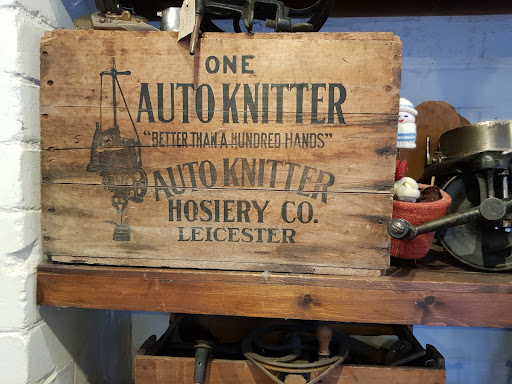 ONE
AUTO KNITTER
"BETTER THAN A HUNDRED HANDS"
AUTO KNITTER
HOSIERY CO.
LEICESTER